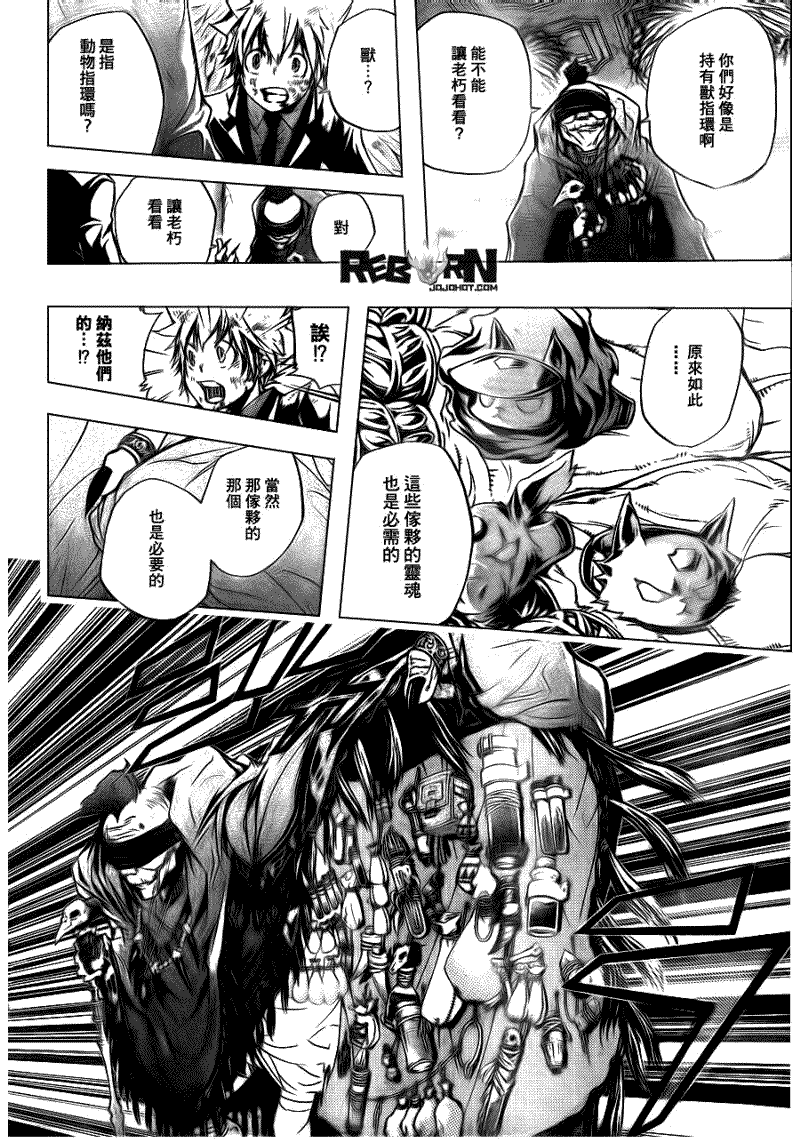 你們好像是
持有獸指環啊
能不能
讓老朽看看？
獸…？
是指
動物指環嗎？
對
讓老朽
看看
REBORN
JOJOHOT.COM
原來如此
……
這些傢夥的靈魂
也是必需的
誒!?
納茲他們
的…!?
當然
那傢夥的
那個
也是必要的